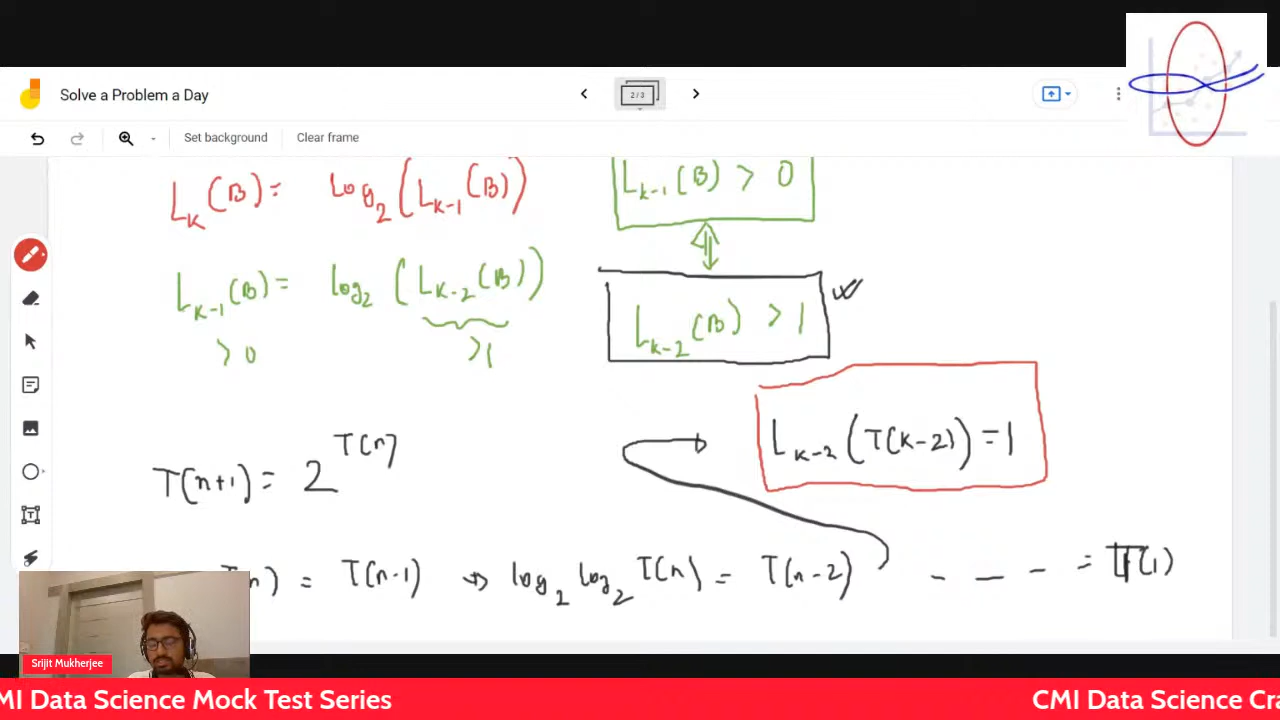 Solve a Problem a Day
2 / 3
Set background
Clear frame
L_k (B) = log_2 (L_{k-1} (B))
L_{k-1} (B) > 0
L_{k-1} (B) = log_2 (L_{k-2} (B))
> 0
> 1
L_{k-2} (B) > 1
L_{k-2} (T(k-2)) = 1
T(n+1) = 2^{T(n)}
n) = T(n-1) ⇒ log_2 log_2 T(n) = T(n-2) - - - = T(1)
Srijit Mukherjee
MI Data Science Mock Test Series
CMI Data Science Cra